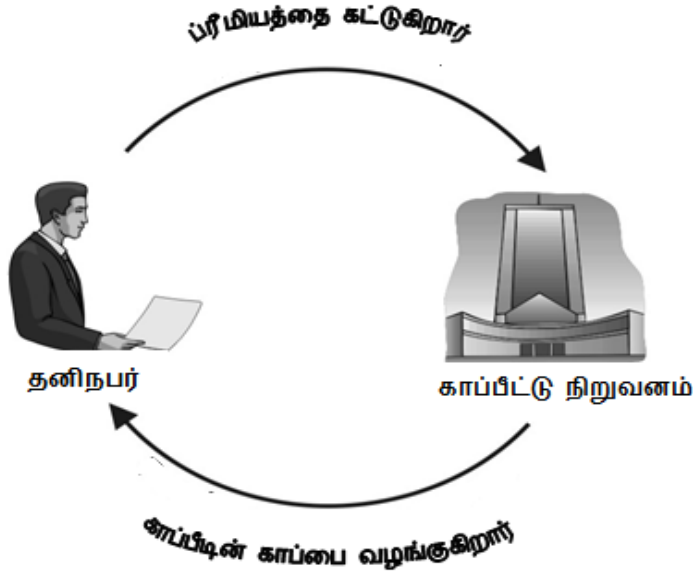 ப்ரீமியத்தை கட்டுகிறார்
தனிநபர்
காப்பீட்டு நிறுவனம்
காப்பீடின் காப்பை வழங்குகிறார்